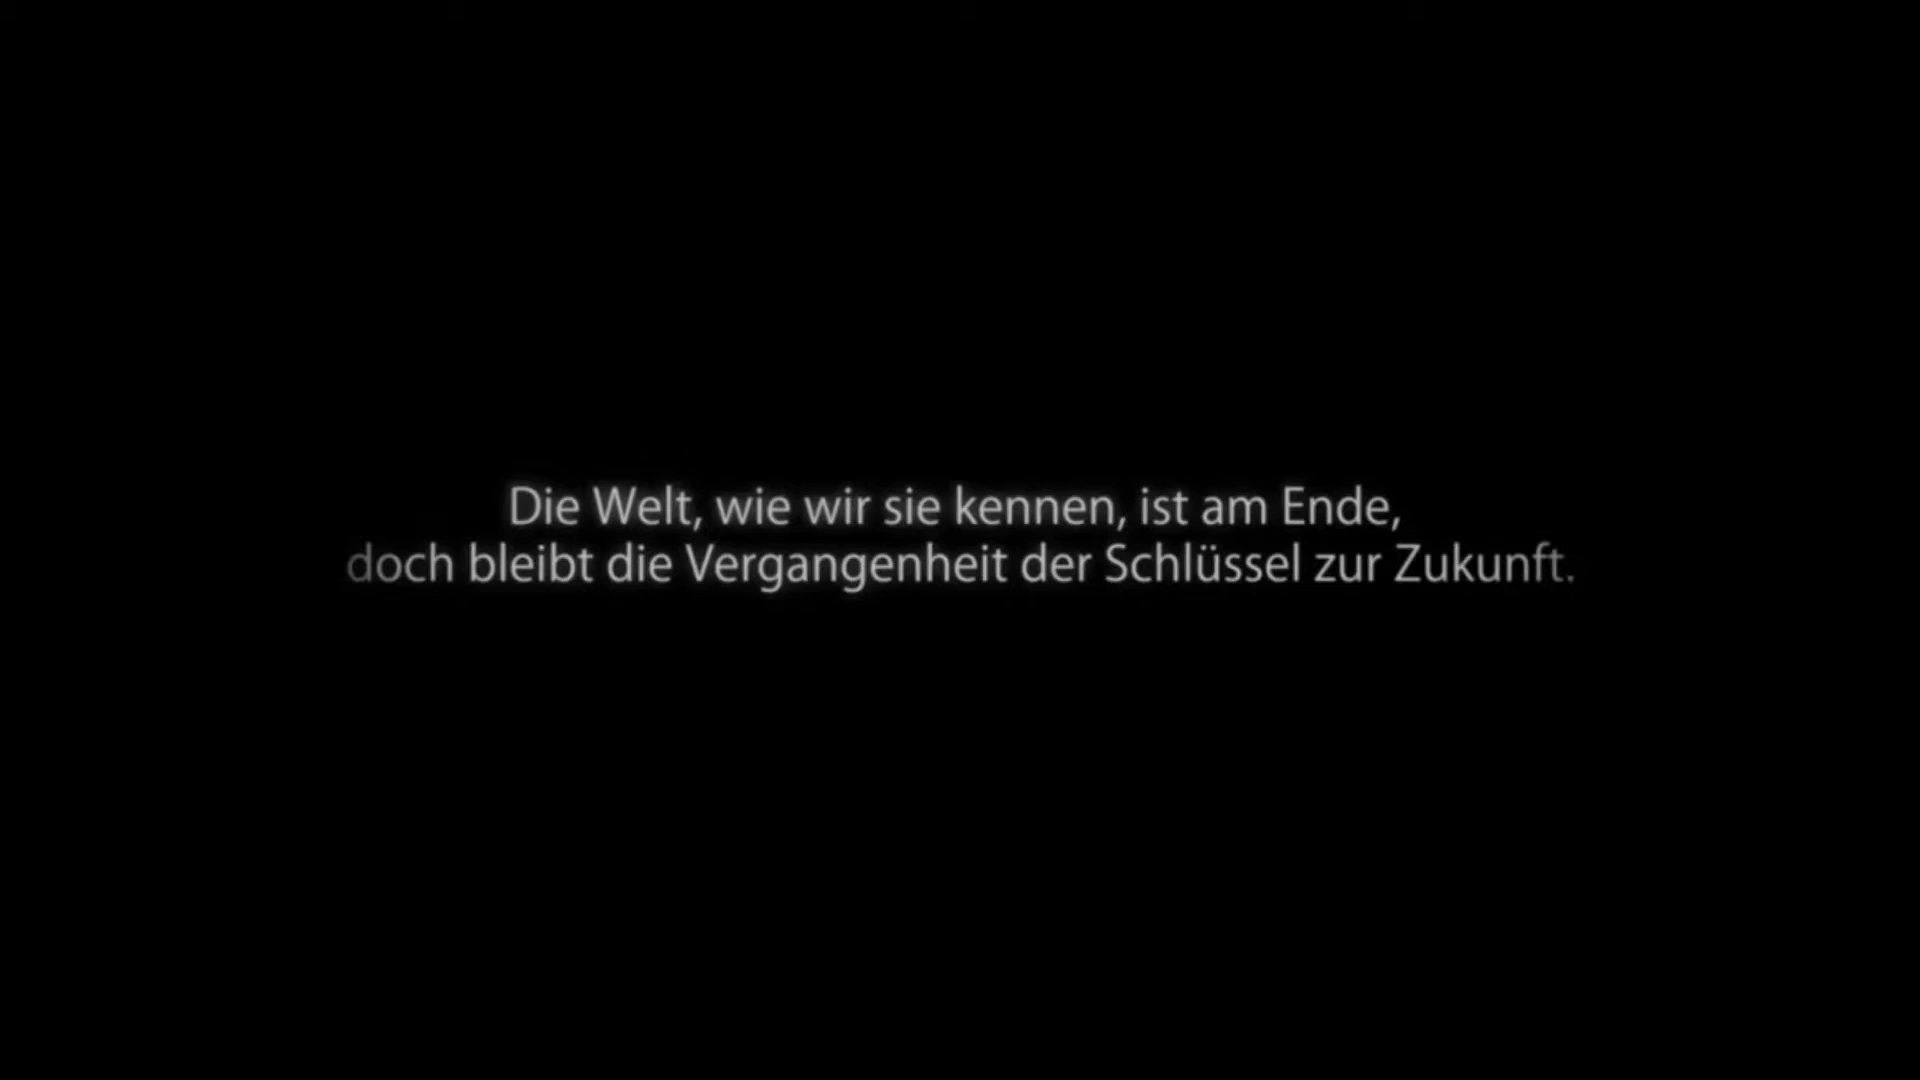 Die Welt, wie wir sie kennen, ist am Ende,
doch bleibt die Vergangenheit der Schlüssel zur Zukunft.